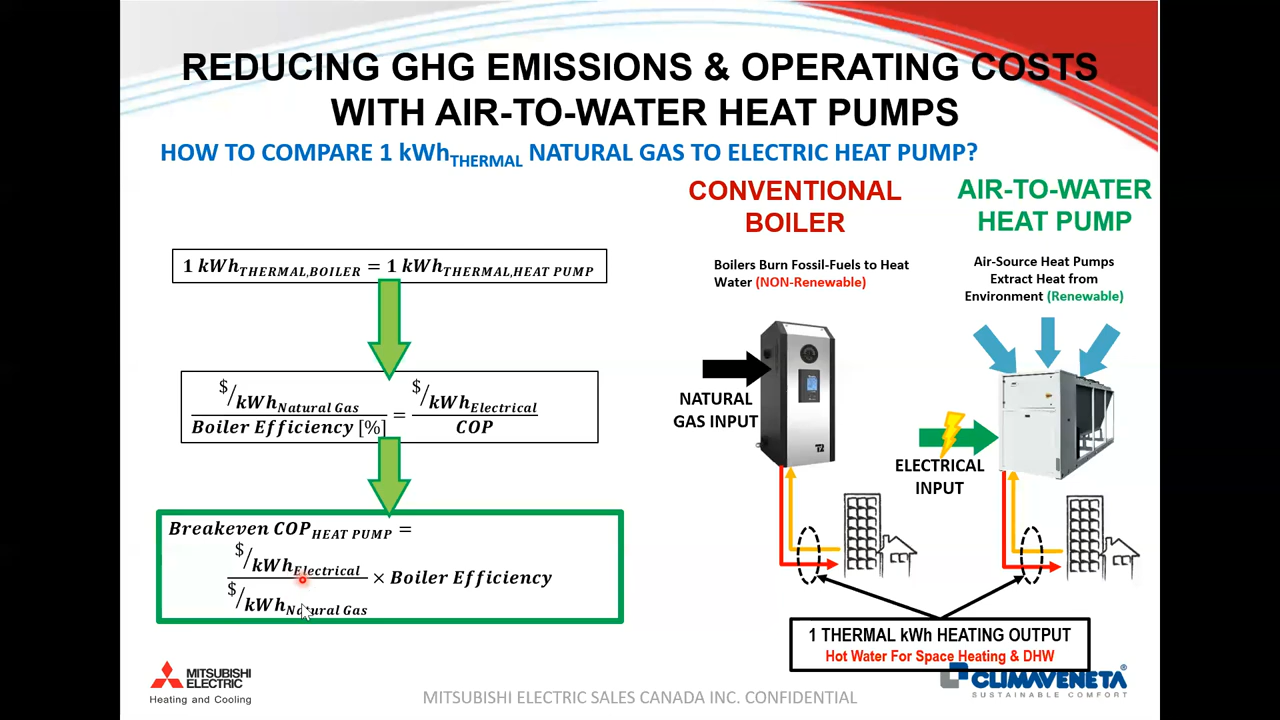 REDUCING GHG EMISSIONS & OPERATING COSTS
WITH AIR-TO-WATER HEAT PUMPS
HOW TO COMPARE 1 kWhTHERMAL NATURAL GAS TO ELECTRIC HEAT PUMP?
1 kWhTHERMAL,BOILER = 1 kWhTHERMAL,HEAT PUMP
$/kWhNatural Gas = $/kWhElectrical
Boiler Efficiency [%] COP
Breakeven COPHEAT PUMP =
$/kWhElectrical × Boiler Efficiency
$/kWhNatural Gas
CONVENTIONAL
BOILER
Boilers Burn Fossil-Fuels to Heat
Water (NON-Renewable)
NATURAL
GAS INPUT
AIR-TO-WATER
HEAT PUMP
Air-Source Heat Pumps
Extract Heat from
Environment (Renewable)
ELECTRICAL
INPUT
1 THERMAL kWh HEATING OUTPUT
Hot Water For Space Heating & DHW
MITSUBISHI
ELECTRIC
Heating and Cooling
MITSUBISHI ELECTRIC SALES CANADA INC. CONFIDENTIAL
CLIMAVENETA
SUSTAINABLE COMFORT